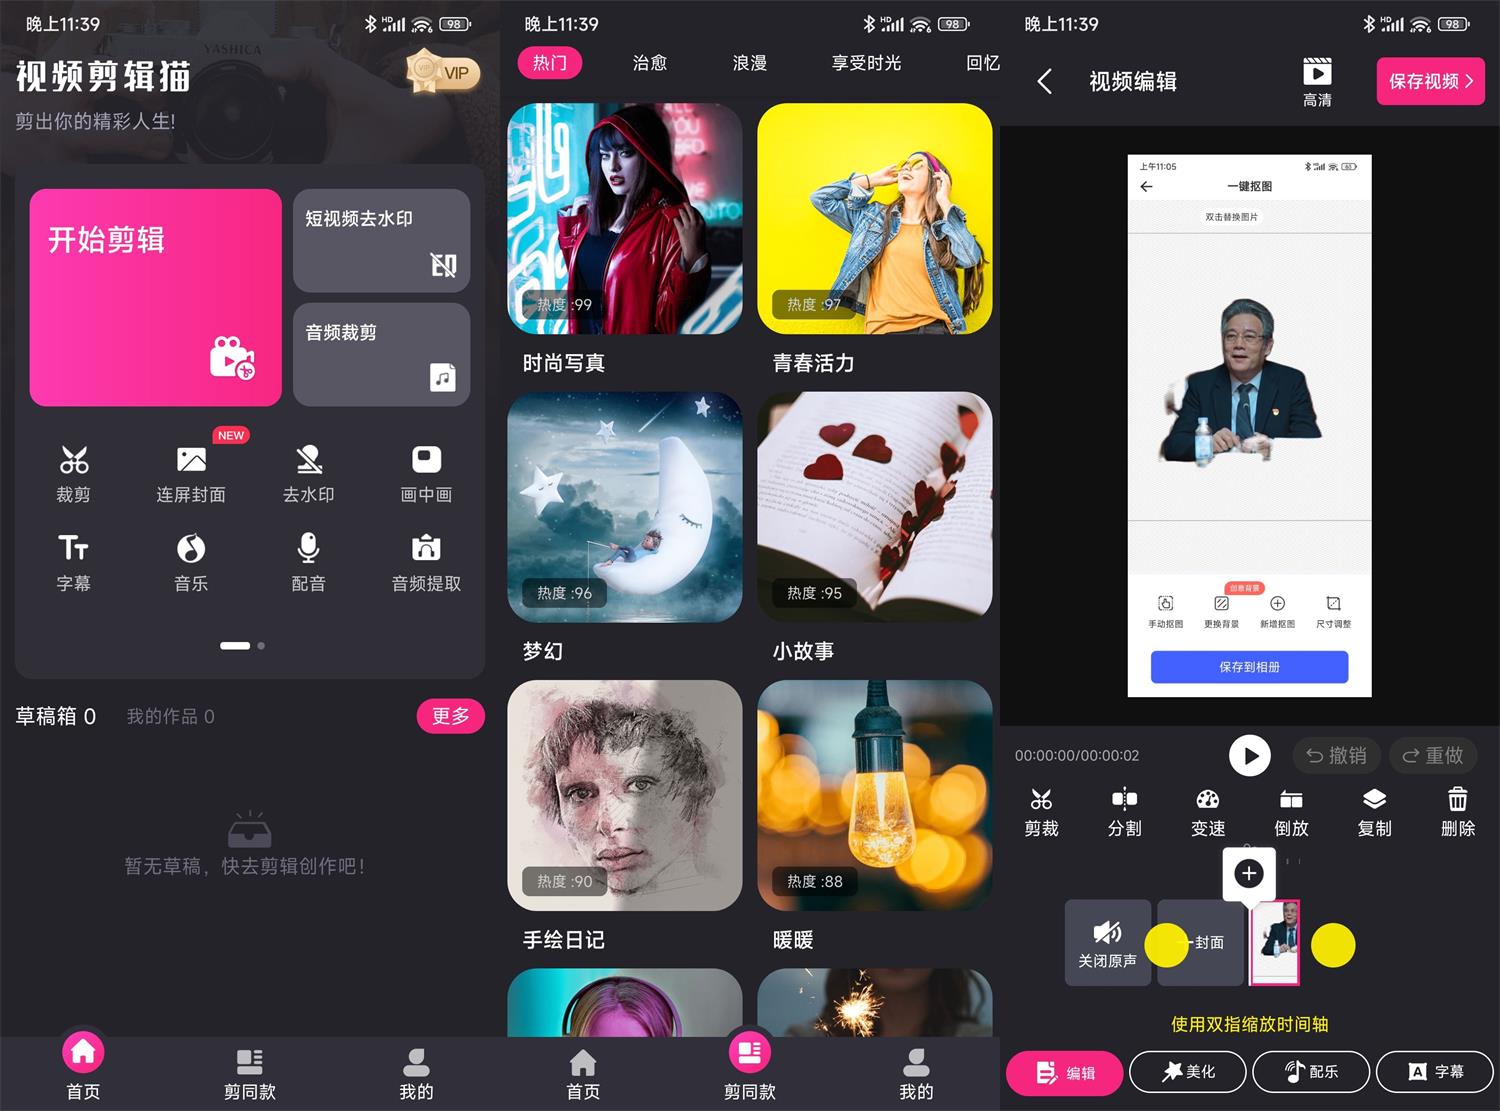 晚上11:39
HD
98
YASHICA
视频剪辑猫
VIP
VIP
剪出你的精彩人生!
开始剪辑
短视频去水印
音频裁剪
裁剪
NEW
连屏封面
去水印
画中画
字幕
音乐
配音
音频提取
草稿箱 0
我的作品 0
更多
暂无草稿，快去剪辑创作吧！
首页
剪同款
我的
晚上11:39
HD
98
热门
治愈
浪漫
享受时光
回忆
热度 :99
时尚写真
热度 :97
青春活力
热度 :96
梦幻
热度 :95
小故事
热度 :90
手绘日记
热度 :88
暖暖
首页
剪同款
我的
晚上11:39
HD
98
视频编辑
高清
保存视频
上午11:05
63
一键抠图
双击替换图片
手动抠图
创意背景
更换背景
新增抠图
尺寸调整
保存到相册
00:00:00/00:00:02
撤销
重做
剪裁
分割
变速
倒放
复制
删除
关闭原声
封面
使用双指缩放时间轴
编辑
美化
配乐
A 字幕